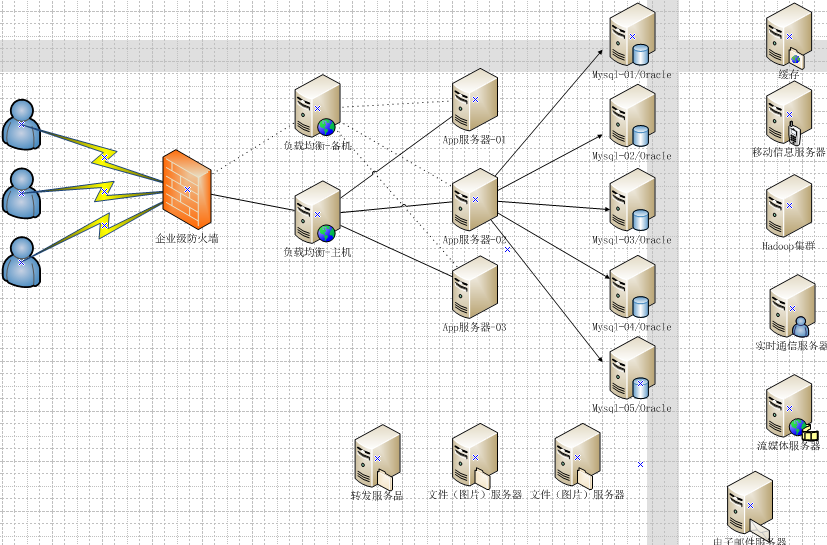 Mysql-01/Oracle
缓存
负载均衡-备机
App服务器-01
Mysql-02/Oracle
移动信息服务器
企业级防火墙
负载均衡-主机
App服务器-02
Mysql-03/Oracle
Hadoop集群
App服务器-03
Mysql-04/Oracle
实时通信服务器
Mysql-05/Oracle
流媒体服务器
转发服务品
文件（图片）服务器
文件（图片）服务器
电子邮件服务器